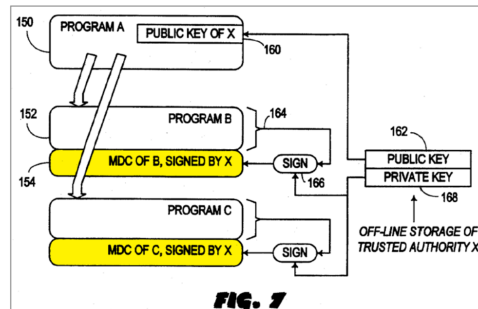 150
PROGRAM A
PUBLIC KEY OF X
160
152
PROGRAM B
164
162
154
MDC OF B, SIGNED BY X
SIGN
166
PUBLIC KEY
PRIVATE KEY
168
PROGRAM C
MDC OF C, SIGNED BY X
SIGN
OFF-LINE STORAGE OF
TRUSTED AUTHORITY X
FIG. 7